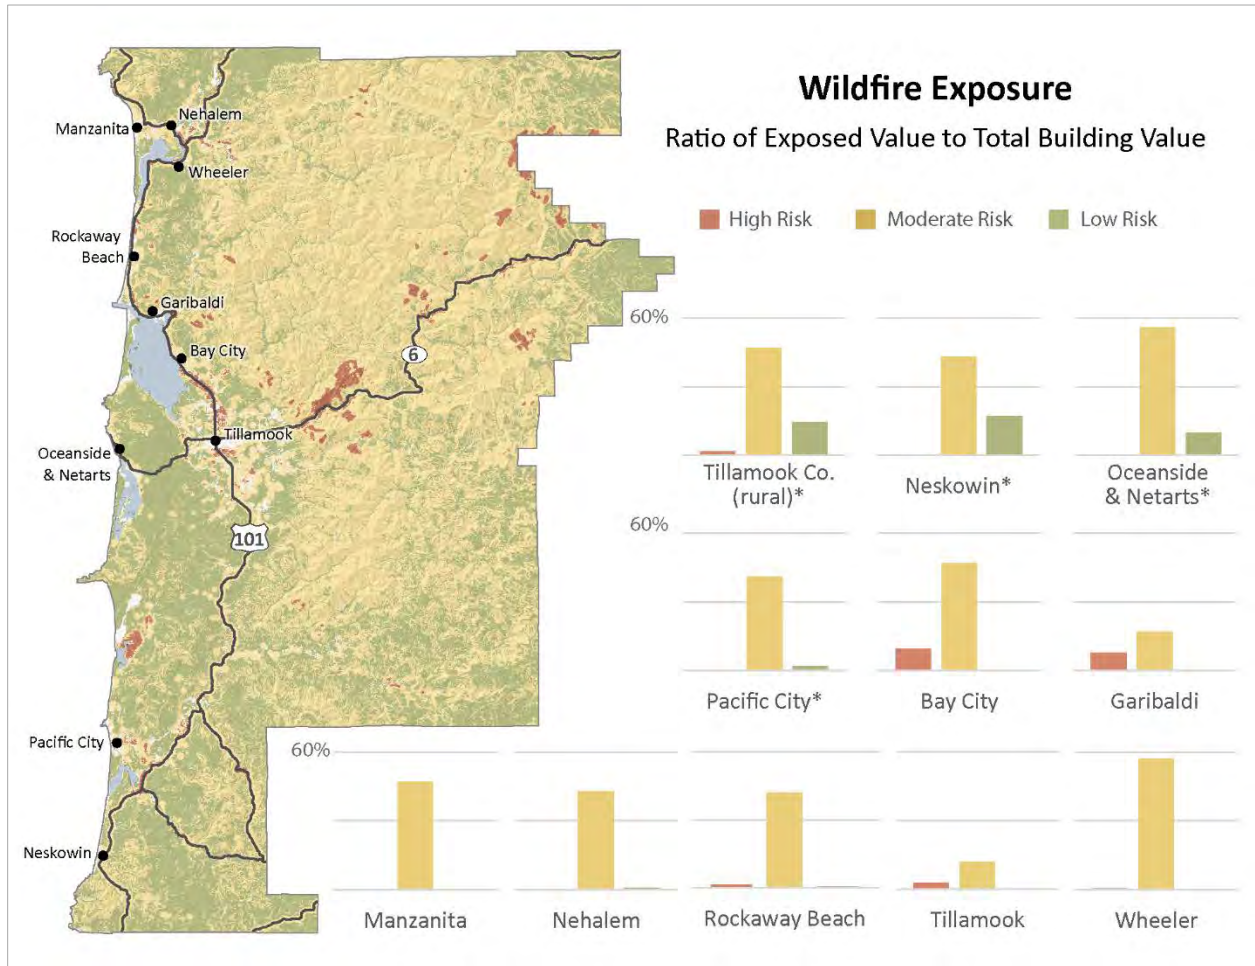 Wildfire Exposure
Ratio of Exposed Value to Total Building Value
High Risk
Moderate Risk
Low Risk
Nehalem
Manzanita
Wheeler
Rockaway
Beach
Garibaldi
Bay City
6
Tillamook
Oceanside
& Netarts
101
Pacific City
Neskowin
60%
Tillamook Co.
(rural)*
Neskowin*
Oceanside
& Netarts*
60%
Pacific City*
Bay City
Garibaldi
60%
Manzanita
Nehalem
Rockaway Beach
Tillamook
Wheeler